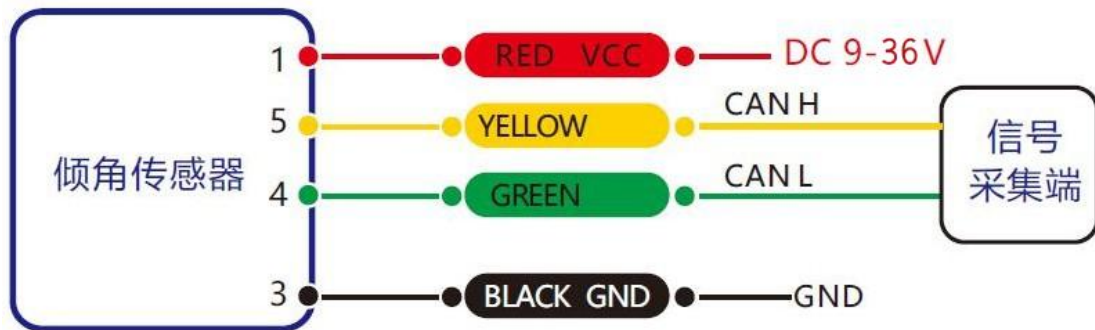 倾角传感器
1 RED VCC DC 9-36V
5 YELLOW CAN H
4 GREEN CAN L
3 BLACK GND GND
信号
采集端